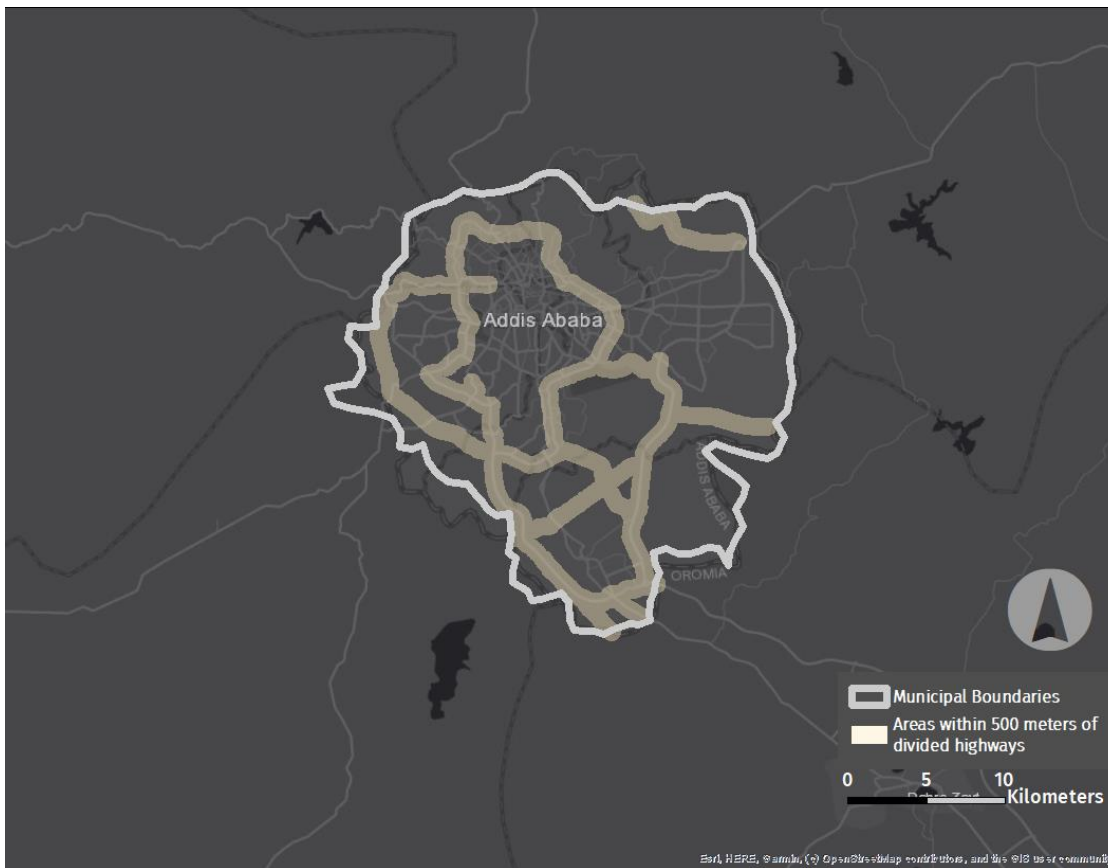 Addis Ababa
ADDIS ABABA
OROMIA
Municipal Boundaries
Areas within 500 meters of
divided highways
0 5 10
Kilometers
Esri, HERE, Garmin, (c) OpenStreetMap contributors, and the GIS user communit